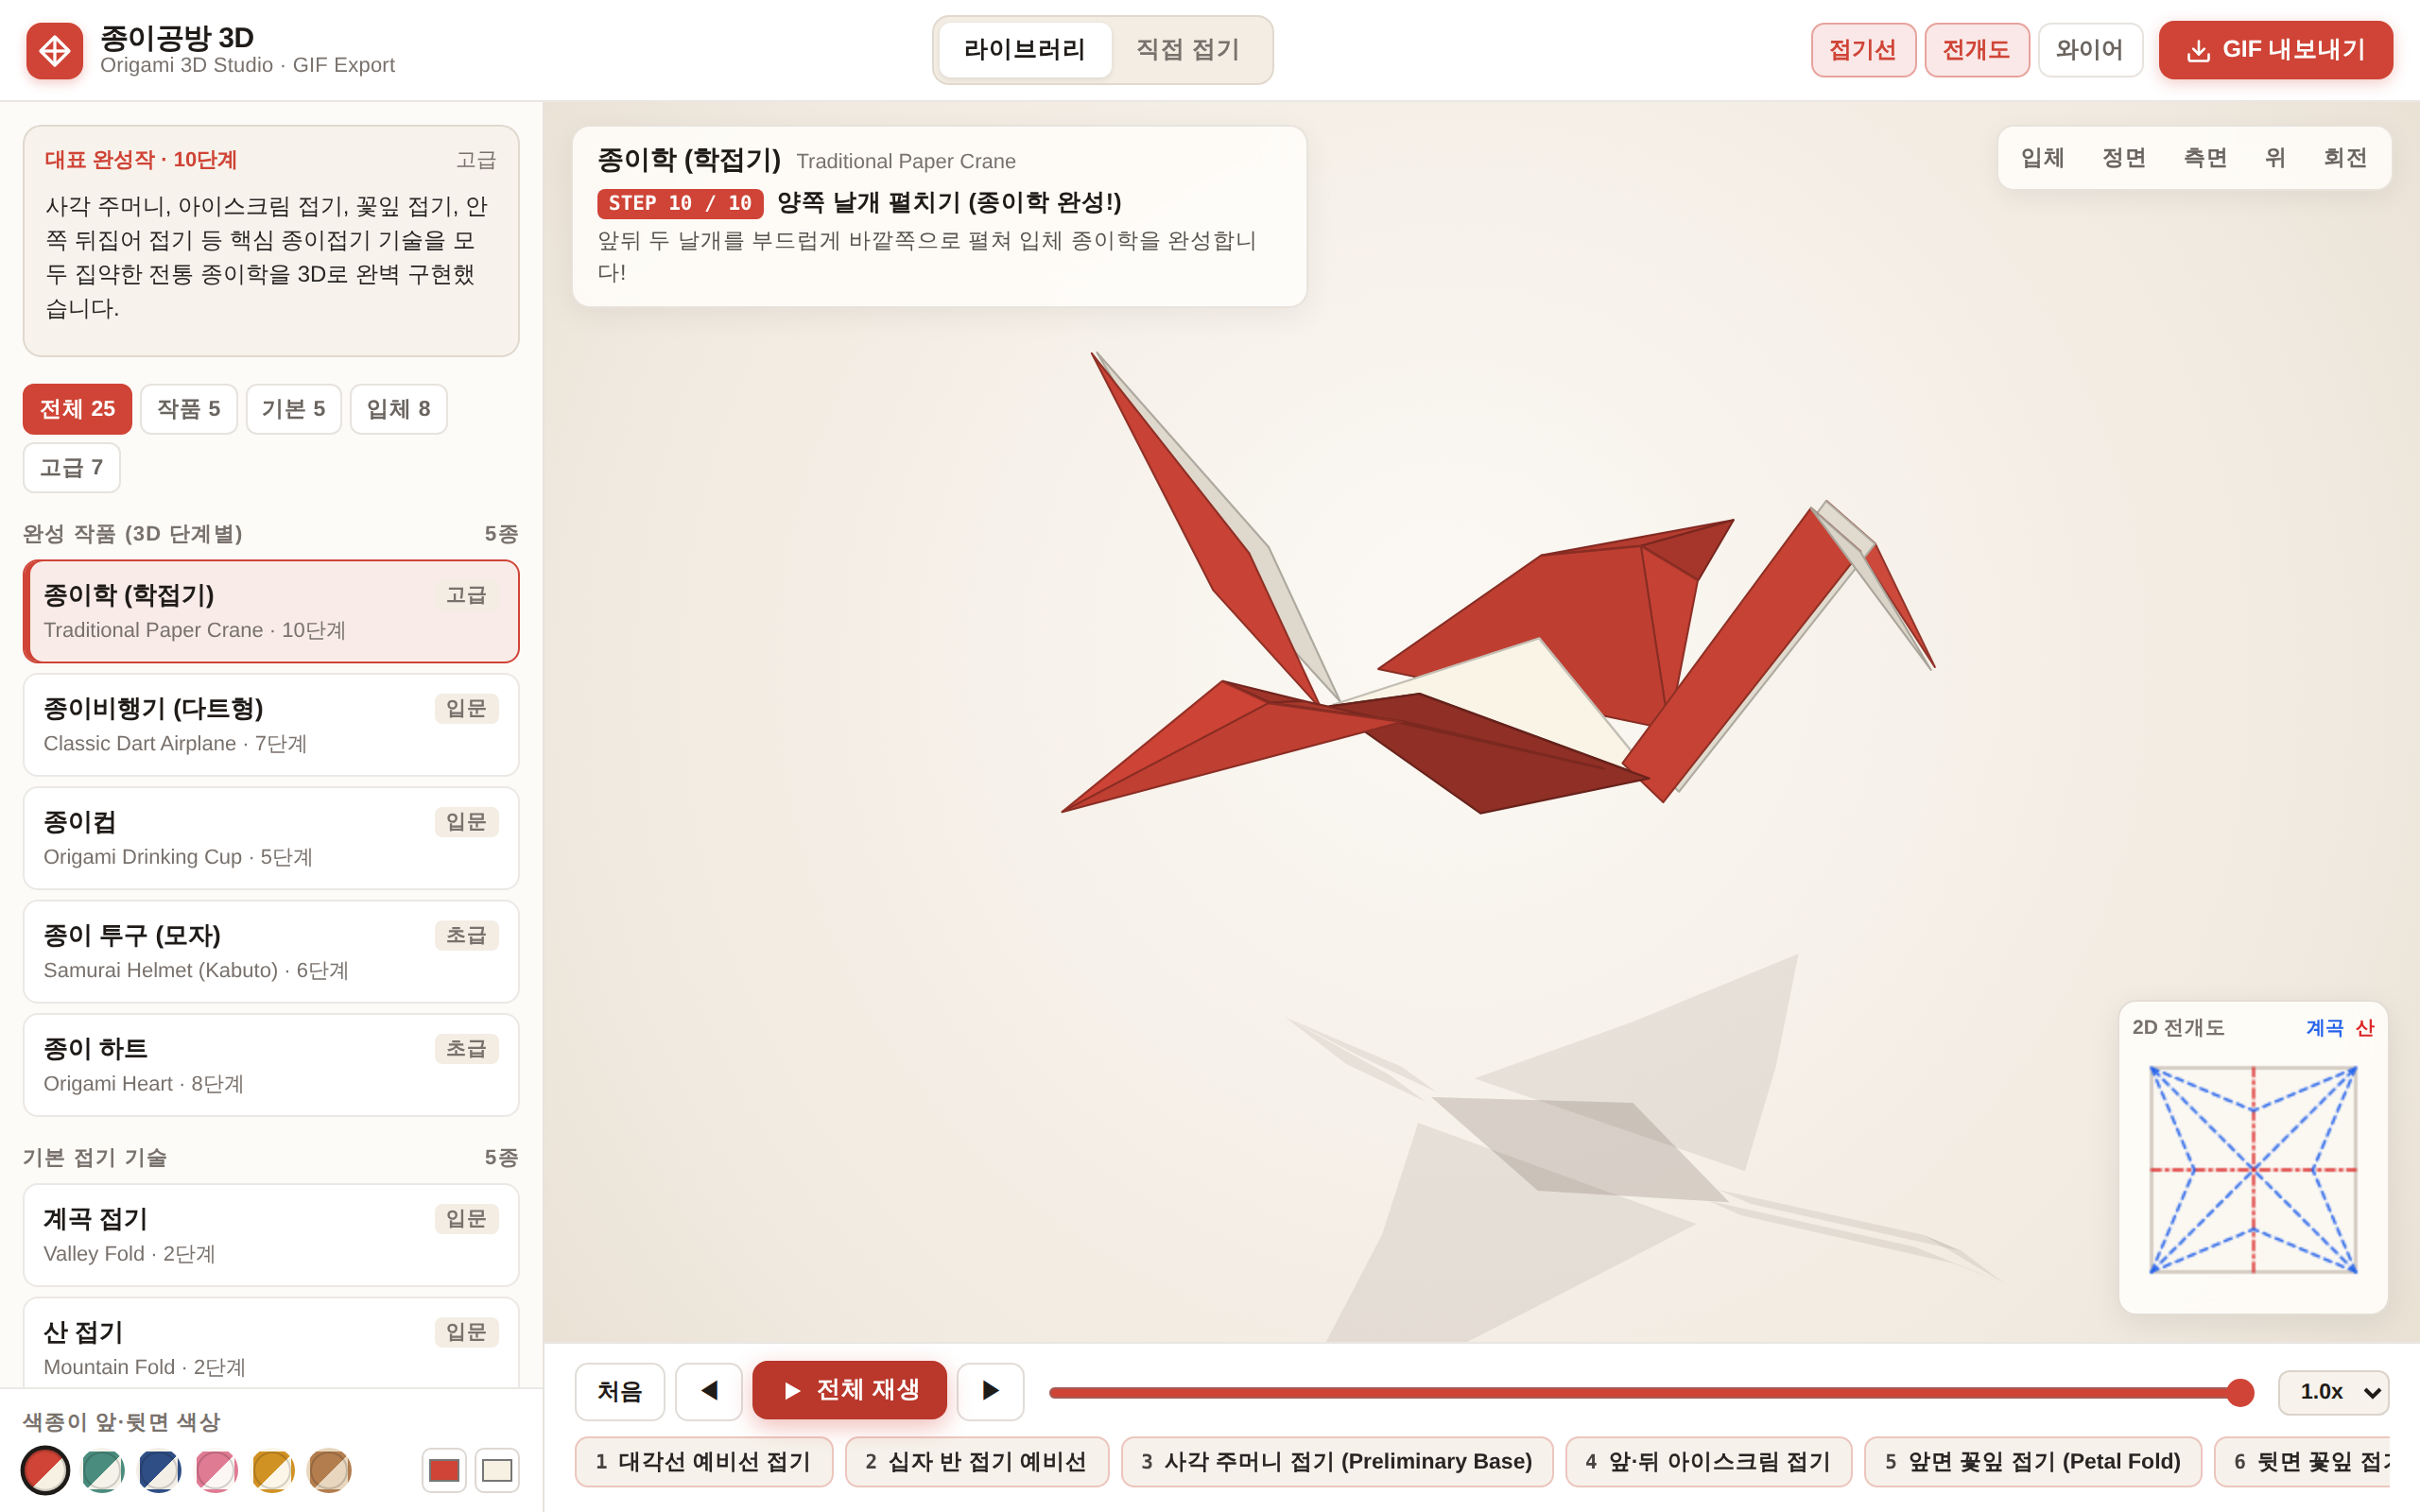 종이공방 3D
Origami 3D Studio · GIF Export
라이브러리
직접 접기
접기선
전개도
와이어
GIF 내보내기
대표 완성작 · 10단계
고급
사각 주머니, 아이스크림 접기, 꽃잎 접기, 안
쪽 뒤집어 접기 등 핵심 종이접기 기술을 모
두 집약한 전통 종이학을 3D로 완벽 구현했
습니다.
전체 25
작품 5
기본 5
입체 8
고급 7
완성 작품 (3D 단계별)
5종
종이학 (학접기)
고급
Traditional Paper Crane · 10단계
종이비행기 (다트형)
입문
Classic Dart Airplane · 7단계
종이컵
입문
Origami Drinking Cup · 5단계
종이 투구 (모자)
초급
Samurai Helmet (Kabuto) · 6단계
종이 하트
초급
Origami Heart · 8단계
기본 접기 기술
5종
계곡 접기
입문
Valley Fold · 2단계
산 접기
입문
Mountain Fold · 2단계
색종이 앞·뒷면 색상
종이학 (학접기) Traditional Paper Crane
STEP 10 / 10 양쪽 날개 펼치기 (종이학 완성!)
앞뒤 두 날개를 부드럽게 바깥쪽으로 펼쳐 입체 종이학을 완성합니
다!
입체
정면
측면
위
회전
2D 전개도
계곡
산
처음
전체 재생
1.0x
1 대각선 예비선 접기
2 십자 반 접기 예비선
3 사각 주머니 접기 (Preliminary Base)
4 앞·뒤 아이스크림 접기
5 앞면 꽃잎 접기 (Petal Fold)
6 뒷면 꽃잎